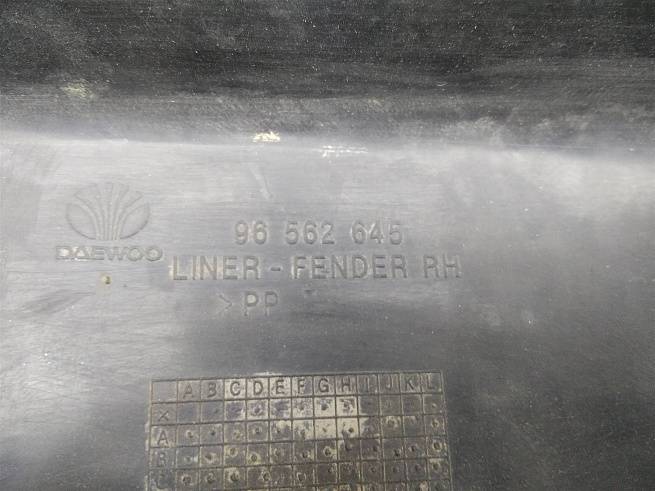 96 562 645
DAEWOO
LINER - FENDER RH
>PP
A B C D E F G H I J K L
X
A
B
C